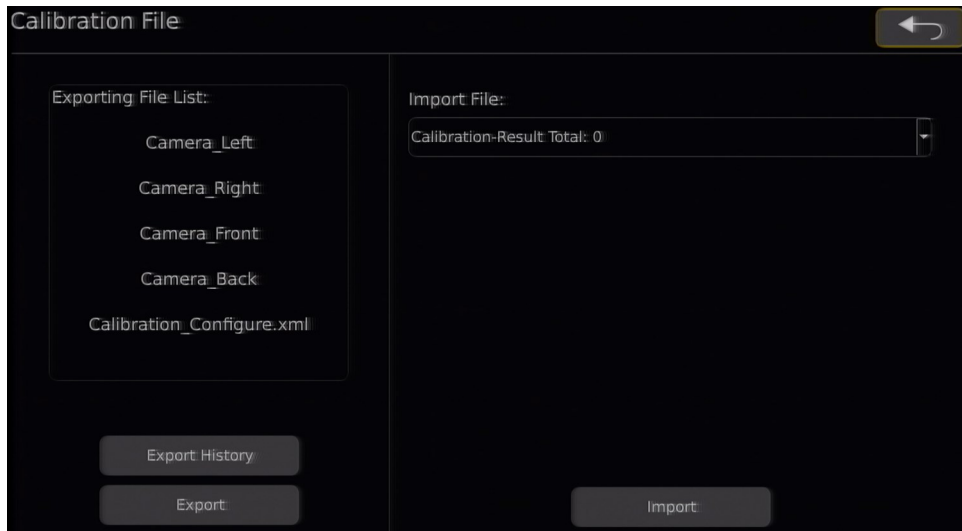 Calibration File
Exporting File List:
Camera_Left
Camera_Right
Camera_Front
Camera_Back
Calibration_Configure.xml
Export History
Export
Import File:
Calibration-Result Total: 0
Import